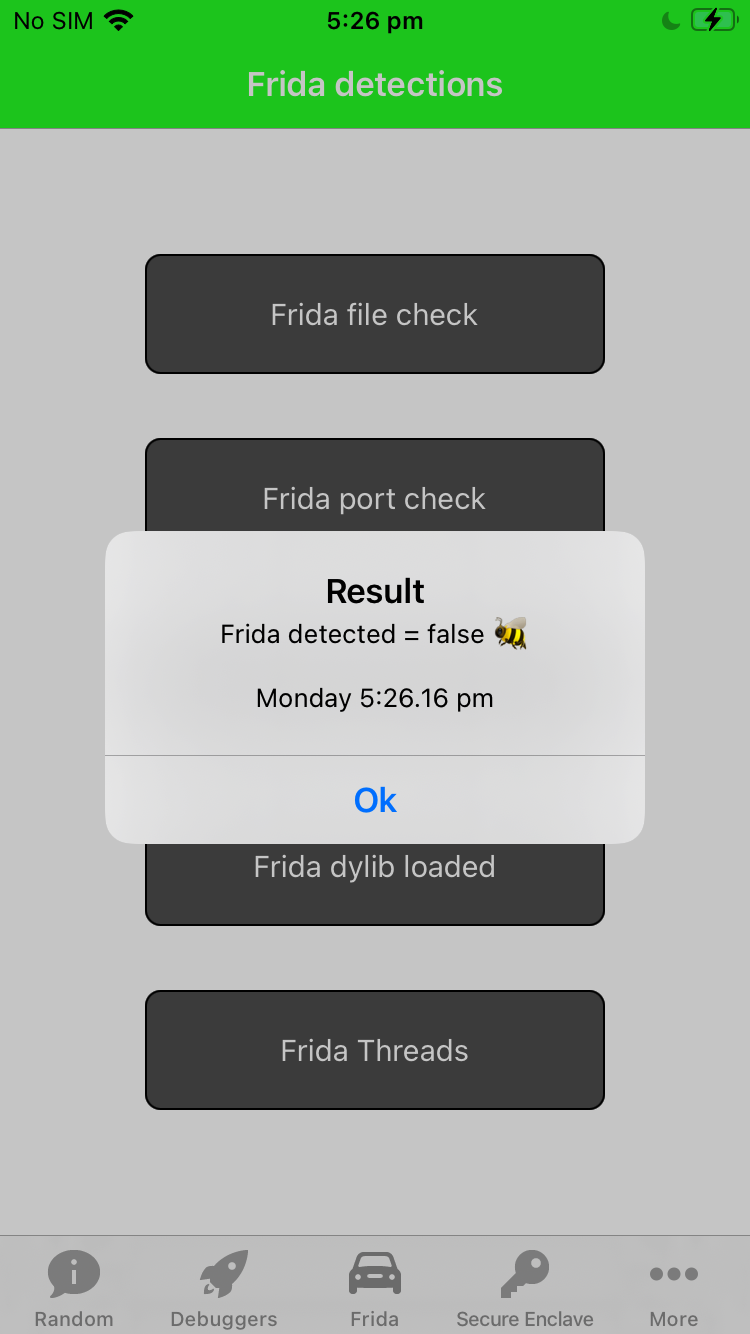 No SIM 5:26 pm
Frida detections
Frida file check
Frida port check
Result
Frida detected = false 🐝
Monday 5:26.16 pm
Ok
Frida dylib loaded
Frida Threads
Random Debuggers Frida Secure Enclave More